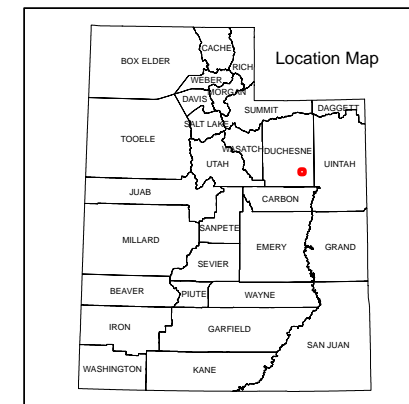 Location Map
CACHE
BOX ELDER
RICH
WEBER
MORGAN
DAVIS
SUMMIT
DAGGETT
SALT LAKE
TOOELE
WASATCH
DUCHESNE
UTAH
UINTAH
JUAB
CARBON
SANPETE
MILLARD
EMERY
GRAND
SEVIER
BEAVER
PIUTE
WAYNE
IRON
GARFIELD
SAN JUAN
WASHINGTON
KANE